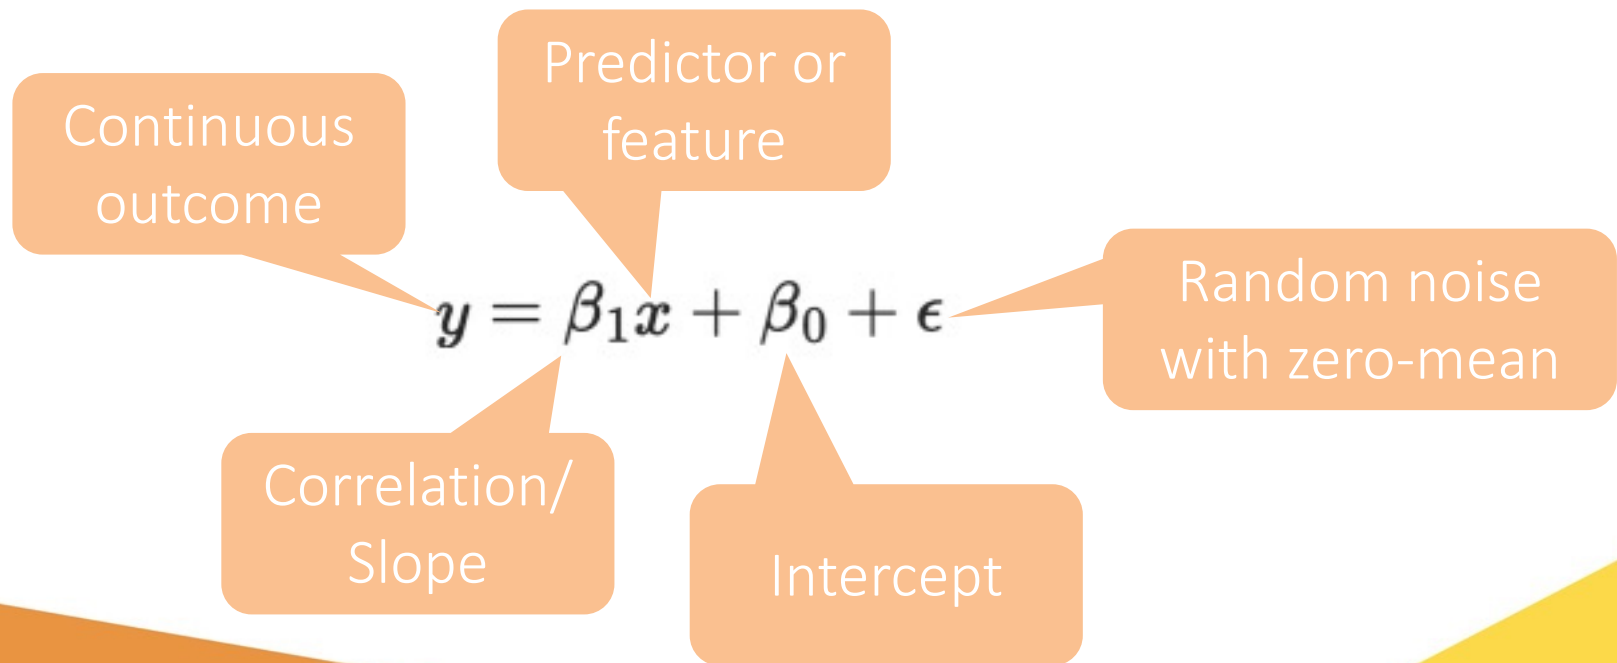 Predictor or
feature
Continuous
outcome
y = β₁x + β₀ + ϵ
Random noise
with zero-mean
Correlation/
Slope
Intercept